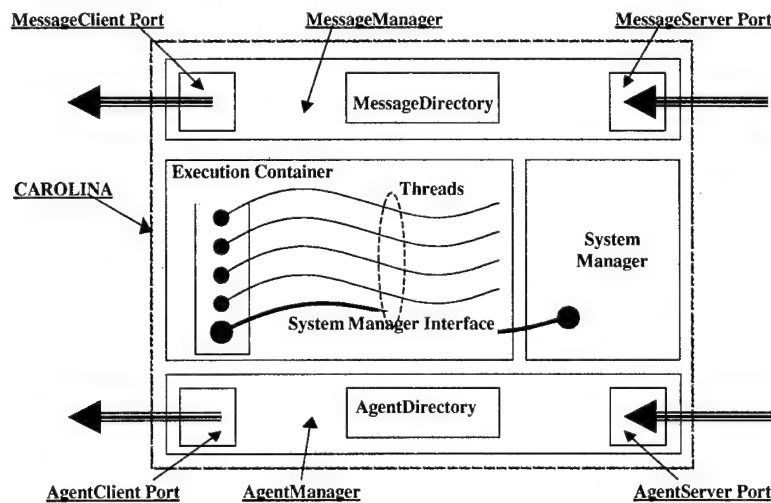 MessageClient Port
MessageManager
MessageServer Port
MessageDirectory
Execution Container
CAROLINA
Threads
System
Manager
System Manager Interface
AgentDirectory
AgentClient Port
AgentManager
AgentServer Port